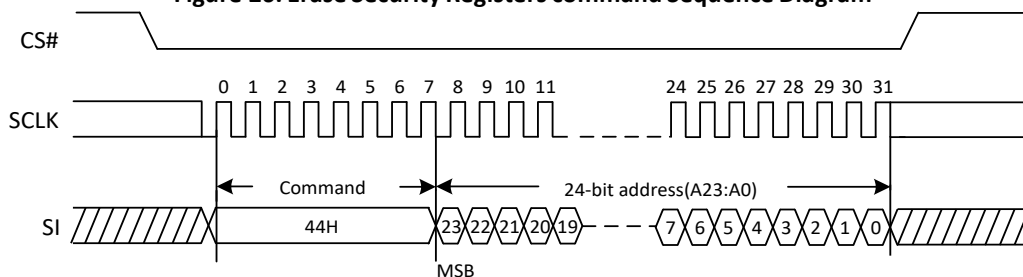 Figure 20. Erase Security Registers command Sequence Diagram
CS#
0 1 2 3 4 5 6 7 8 9 10 11 24 25 26 27 28 29 30 31
SCLK
Command 24-bit address(A23:A0)
SI 44H 23 22 21 20 19 7 6 5 4 3 2 1 0
MSB